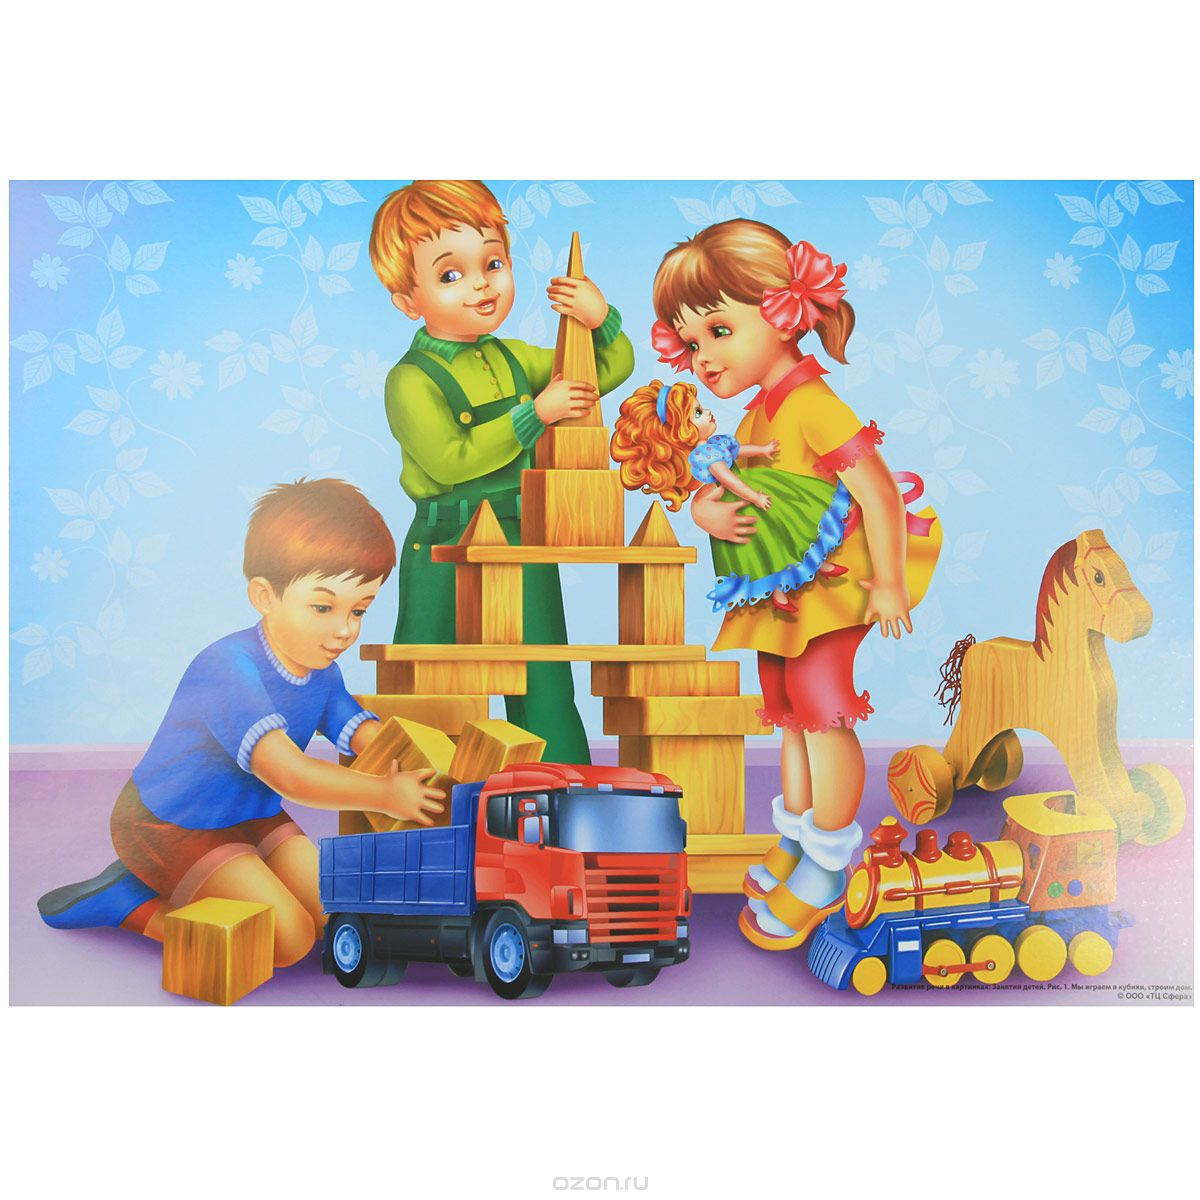 Развитие речи в картинках: Занятия детей. Рис. 1. Мы играем в кубики, строим дом.
© ООО «ТЦ Сфера»
ozon.ru